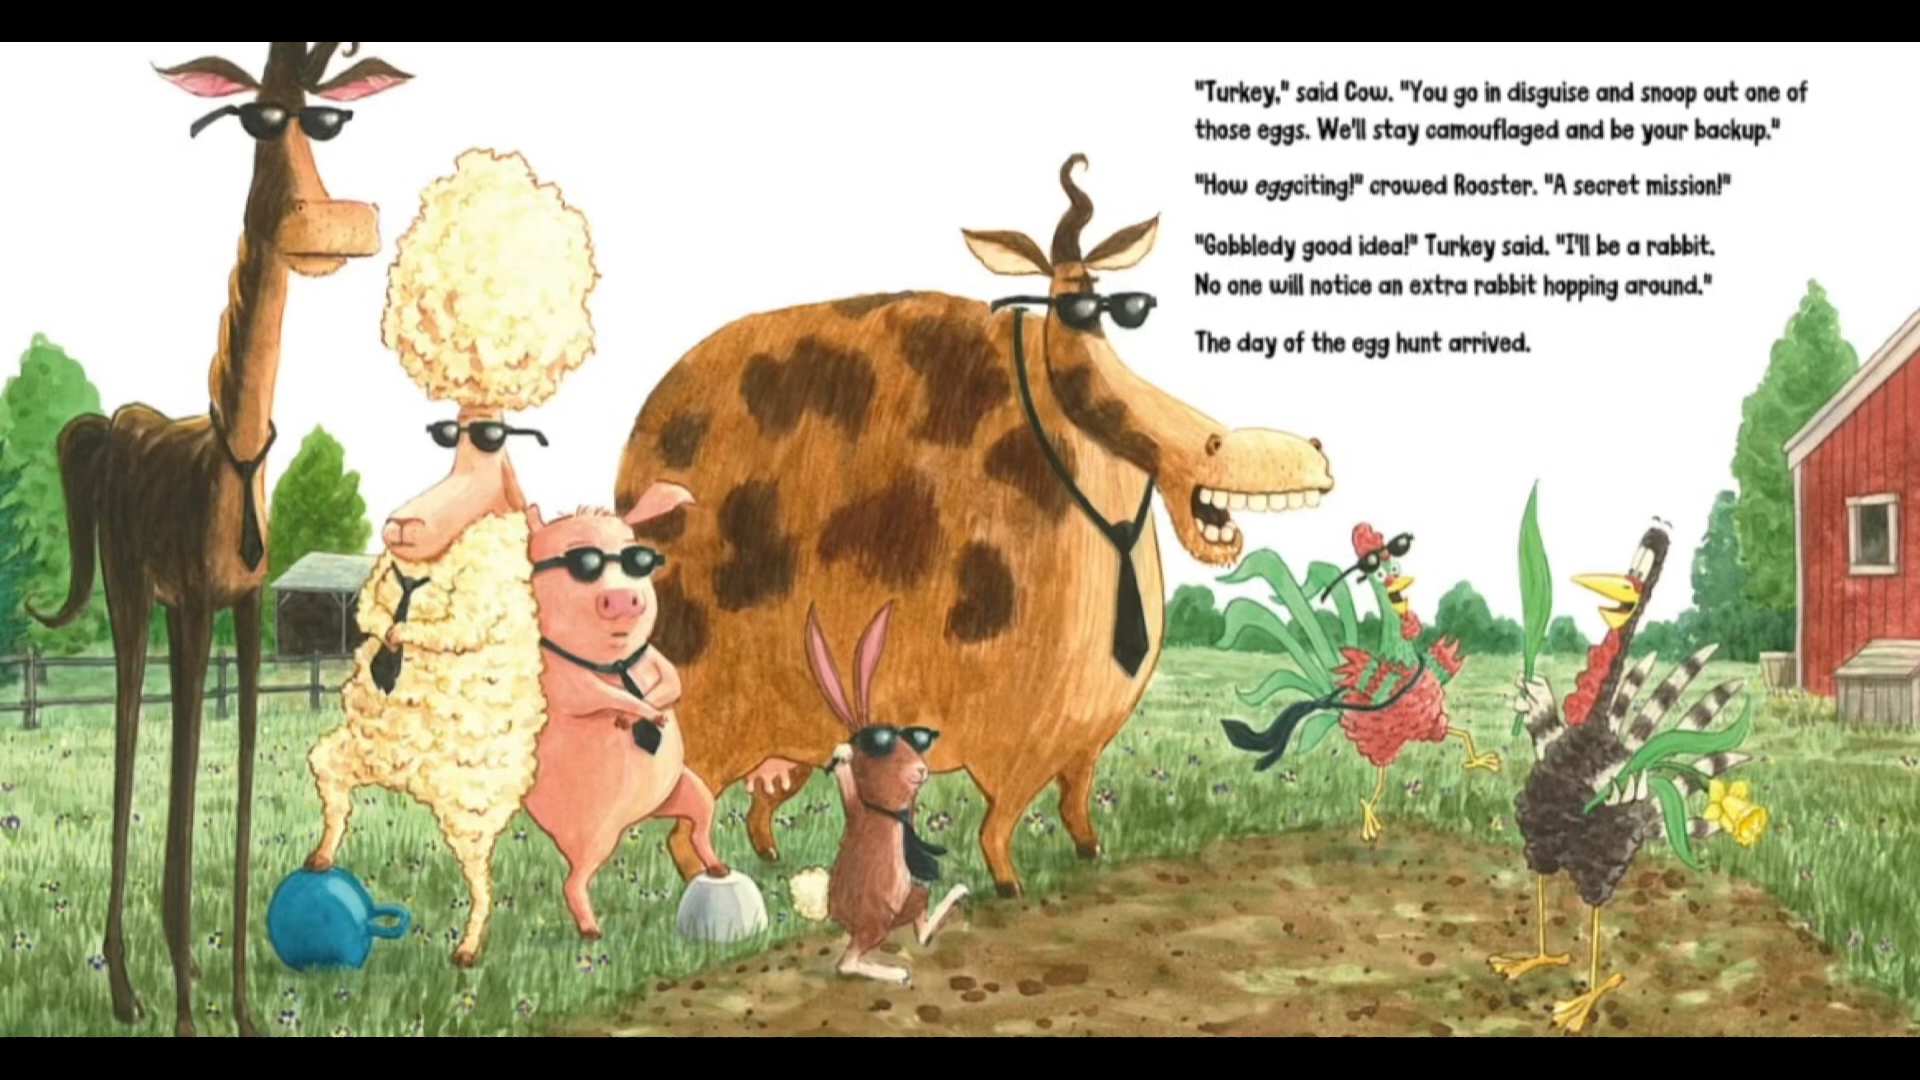 "Turkey," said Cow. "You go in disguise and snoop out one of
those eggs. We'll stay camouflaged and be your backup."
"How eggciting!" crowed Rooster. "A secret mission!"
"Gobbledy good idea!" Turkey said. "I'll be a rabbit.
No one will notice an extra rabbit hopping around."
The day of the egg hunt arrived.